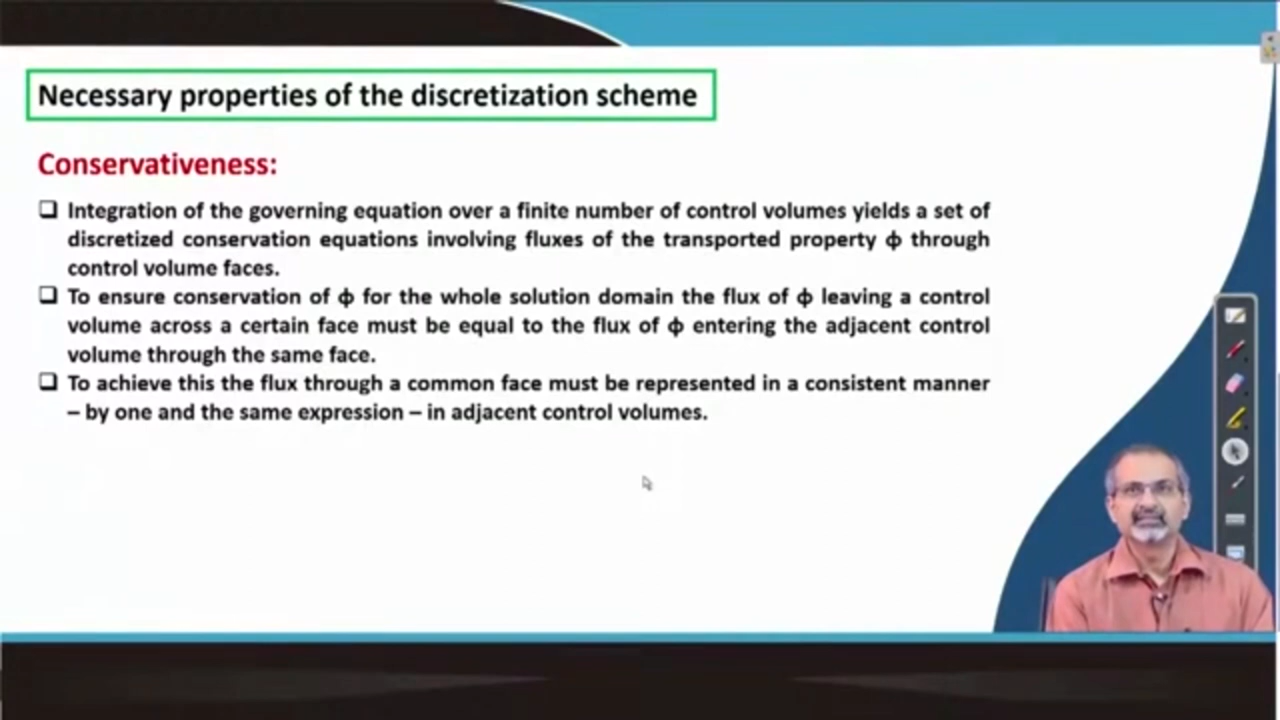 Necessary properties of the discretization scheme
Conservativeness:
❑ Integration of the governing equation over a finite number of control volumes yields a set of
discretized conservation equations involving fluxes of the transported property ϕ through
control volume faces.
❑ To ensure conservation of ϕ for the whole solution domain the flux of ϕ leaving a control
volume across a certain face must be equal to the flux of ϕ entering the adjacent control
volume through the same face.
❑ To achieve this the flux through a common face must be represented in a consistent manner
– by one and the same expression – in adjacent control volumes.